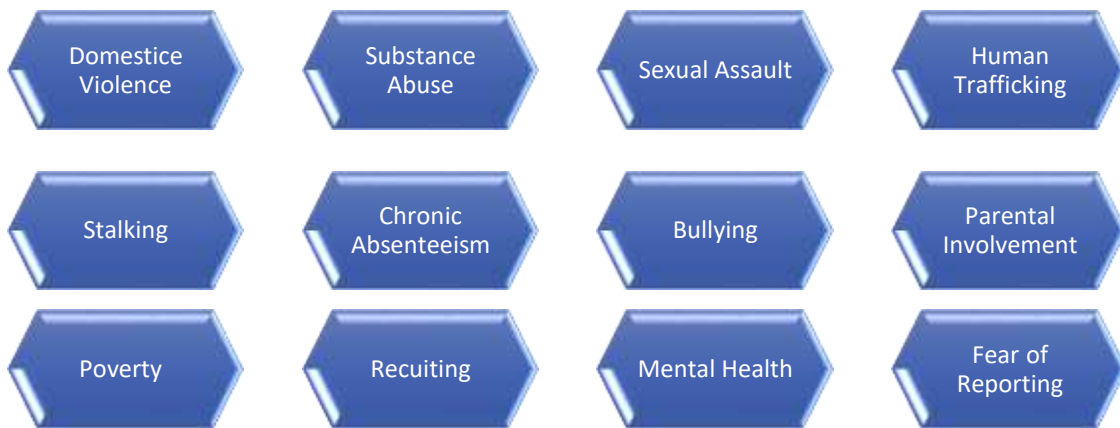 Domestice
Violence
Substance
Abuse
Sexual Assault
Human
Trafficking
Stalking
Chronic
Absenteeism
Bullying
Parental
Involvement
Poverty
Recuiting
Mental Health
Fear of
Reporting